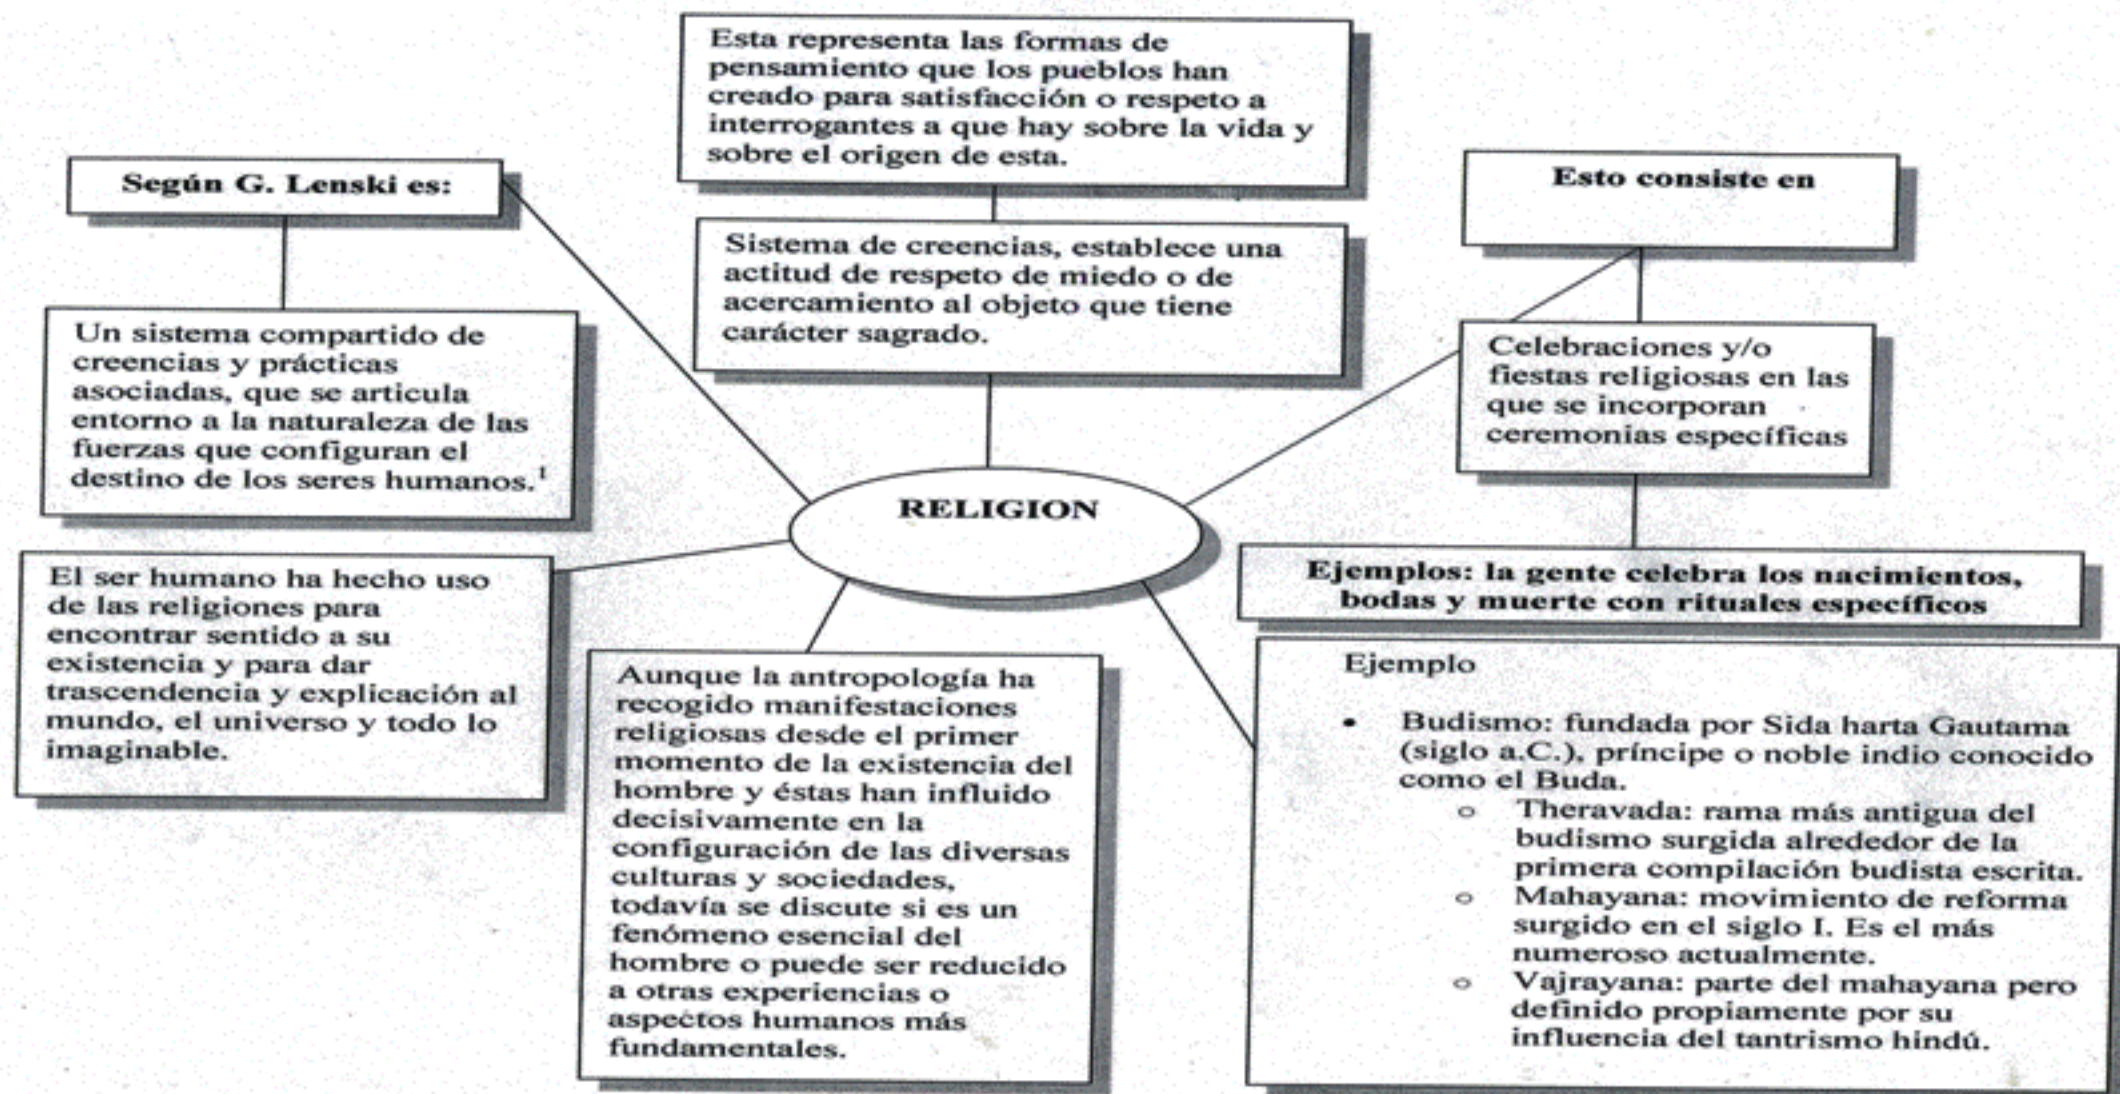 Esta representa las formas de
pensamiento que los pueblos han
creado para satisfacción o respeto a
interrogantes a que hay sobre la vida y
sobre el origen de esta.
Según G. Lenski es:
Esto consiste en
Sistema de creencias, establece una
actitud de respeto de miedo o de
acercamiento al objeto que tiene
carácter sagrado.
Un sistema compartido de
creencias y prácticas
asociadas, que se articula
entorno a la naturaleza de las
fuerzas que configuran el
destino de los seres humanos.¹
Celebraciones y/o
fiestas religiosas en las
que se incorporan
ceremonias específicas
RELIGION
Ejemplos: la gente celebra los nacimientos,
bodas y muerte con rituales específicos
El ser humano ha hecho uso
de las religiones para
encontrar sentido a su
existencia y para dar
trascendencia y explicación al
mundo, el universo y todo lo
imaginable.
Aunque la antropología ha
recogido manifestaciones
religiosas desde el primer
momento de la existencia del
hombre y éstas han influido
decisivamente en la
configuración de las diversas
culturas y sociedades,
todavía se discute si es un
fenómeno esencial del
hombre o puede ser reducido
a otras experiencias o
aspectos humanos más
fundamentales.
Ejemplo
• Budismo: fundada por Sida harta Gautama
(siglo a.C.), príncipe o noble indio conocido
como el Buda.
o Theravada: rama más antigua del
budismo surgida alrededor de la
primera compilación budista escrita.
o Mahayana: movimiento de reforma
surgido en el siglo I. Es el más
numeroso actualmente.
o Vajrayana: parte del mahayana pero
definido propiamente por su
influencia del tantrismo hindú.